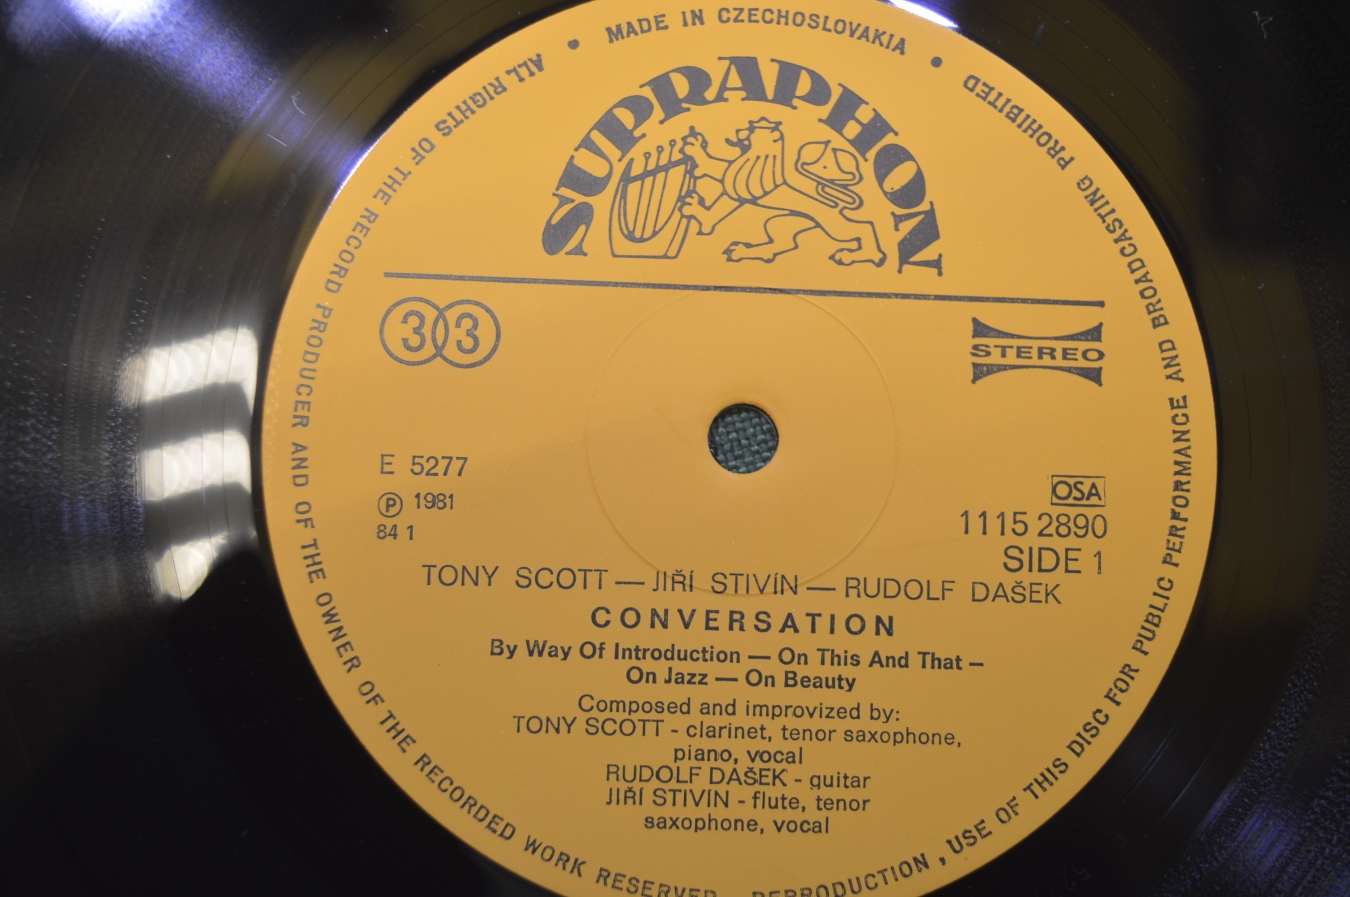 MADE IN CZECHOSLOVAKIA
ALL RIGHTS OF THE RECORD PRODUCER AND OF THE OWNER OF THE RECORDED WORK RESERVED
REPRODUCTION, USE OF THIS DISC FOR PUBLIC PERFORMANCE AND BROADCASTING PROHIBITED
SUPRAPHON
33
STEREO
E 5277
Ⓟ 1981
84 1
OSA
1115 2890
SIDE 1
TONY SCOTT — JIŘÍ STIVÍN — RUDOLF DAŠEK
CONVERSATION
By Way Of Introduction — On This And That –
On Jazz — On Beauty
Composed and improvized by:
TONY SCOTT - clarinet, tenor saxophone,
piano, vocal
RUDOLF DAŠEK - guitar
JIŘÍ STIVÍN - flute, tenor
saxophone, vocal